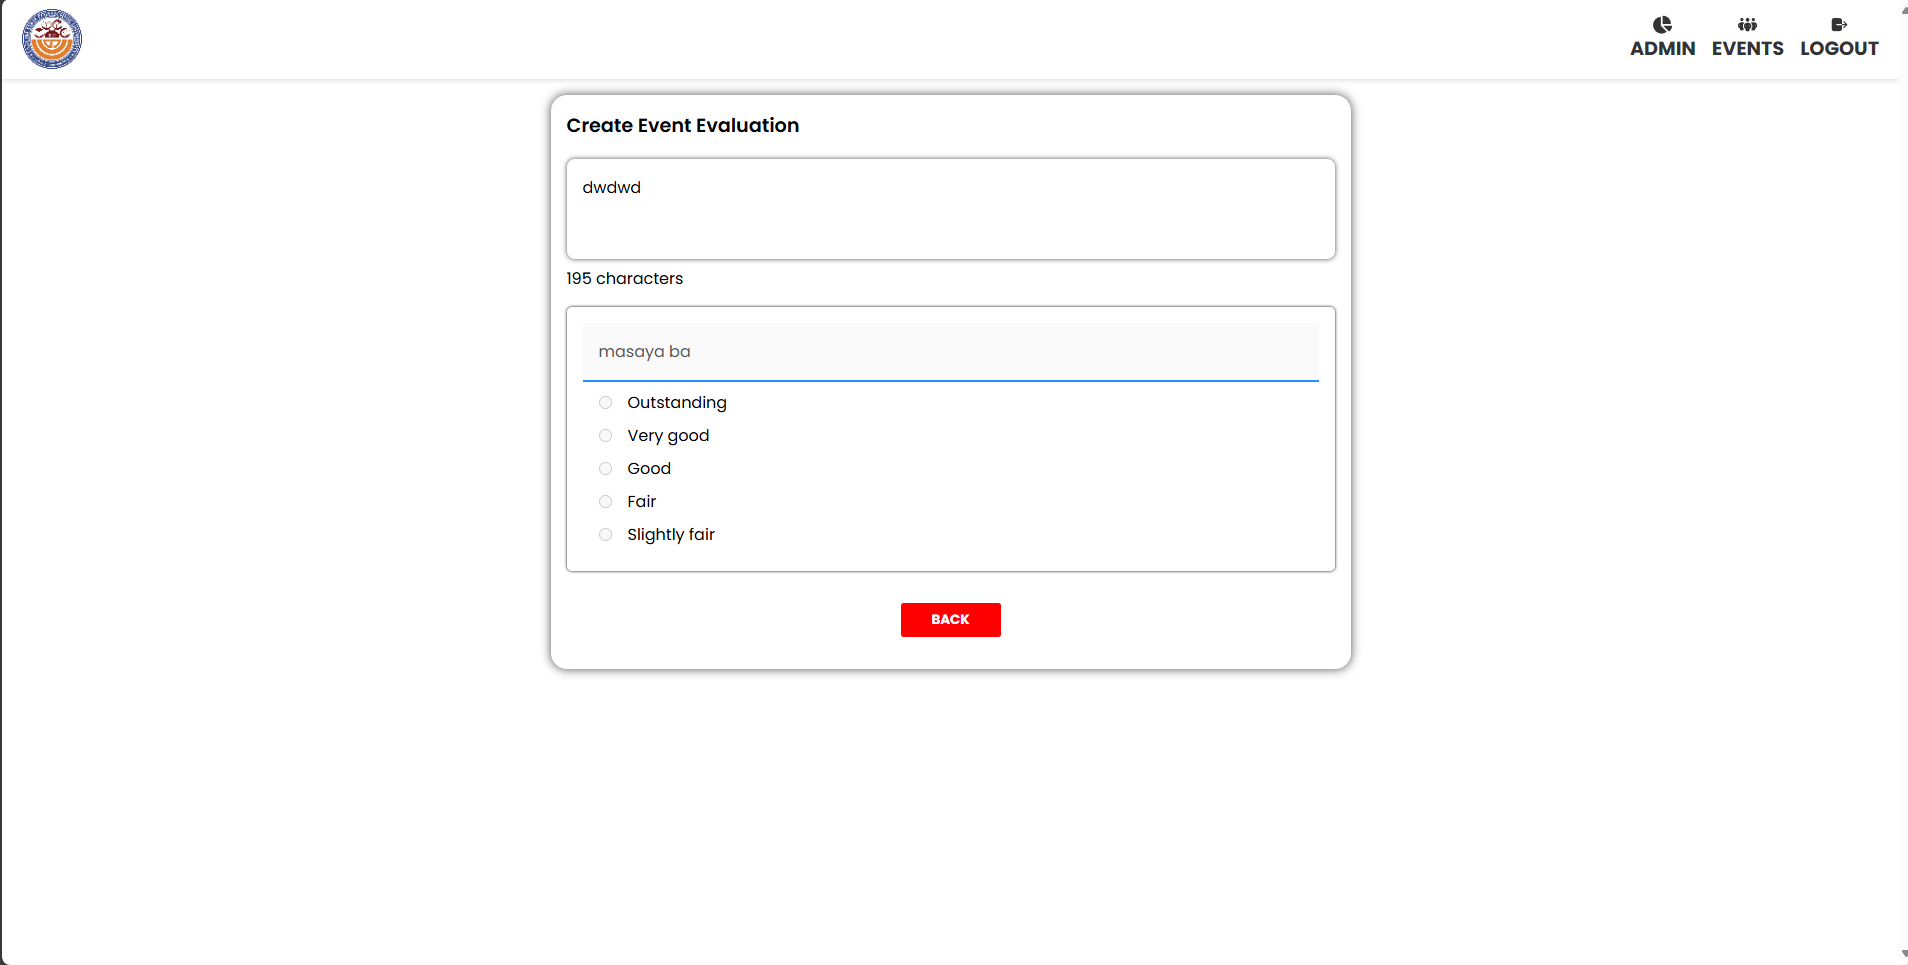 ADMIN EVENTS LOGOUT
Create Event Evaluation
dwdwd
195 characters
masaya ba
Outstanding
Very good
Good
Fair
Slightly fair
BACK